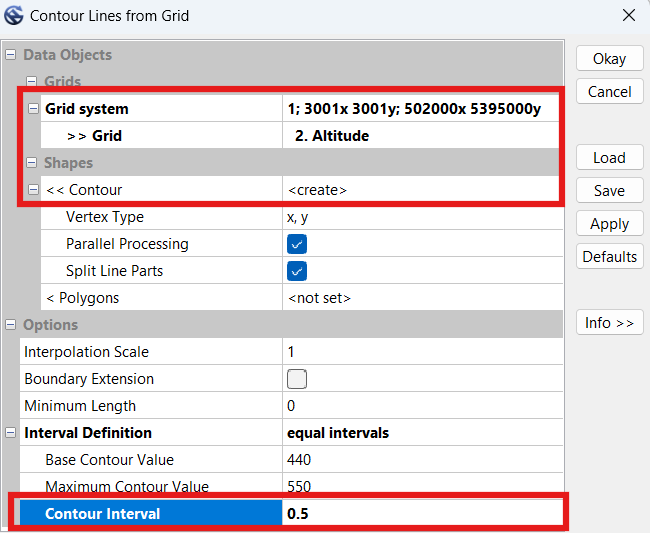 Contour Lines from Grid
Data Objects
Grids
Grid system 1; 3001x 3001y; 502000x 5395000y
>> Grid 2. Altitude
Shapes
<< Contour <create>
Vertex Type x, y
Parallel Processing
Split Line Parts
< Polygons <not set>
Options
Interpolation Scale 1
Boundary Extension
Minimum Length 0
Interval Definition equal intervals
Base Contour Value 440
Maximum Contour Value 550
Contour Interval 0.5
Okay
Cancel
Load
Save
Apply
Defaults
Info >>